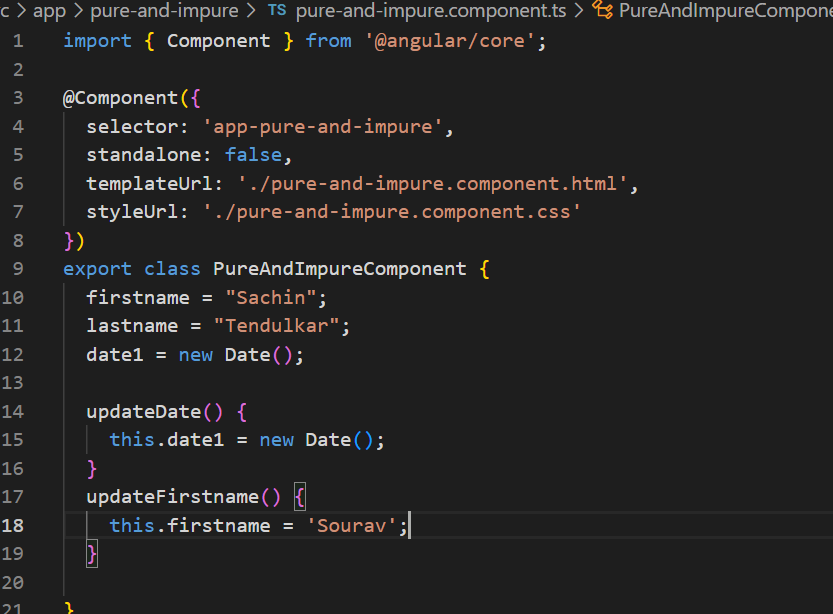 rc > app > pure-and-impure > TS pure-and-impure.component.ts > PureAndImpureCompone
1 import { Component } from '@angular/core';
2
3 @Component({
4   selector: 'app-pure-and-impure',
5   standalone: false,
6   templateUrl: './pure-and-impure.component.html',
7   styleUrl: './pure-and-impure.component.css'
8 })
9 export class PureAndImpureComponent {
10   firstname = "Sachin";
11   lastname = "Tendulkar";
12   date1 = new Date();
13
14   updateDate() {
15     this.date1 = new Date();
16   }
17   updateFirstname() {
18     this.firstname = 'Sourav';
19   }
20
21 }